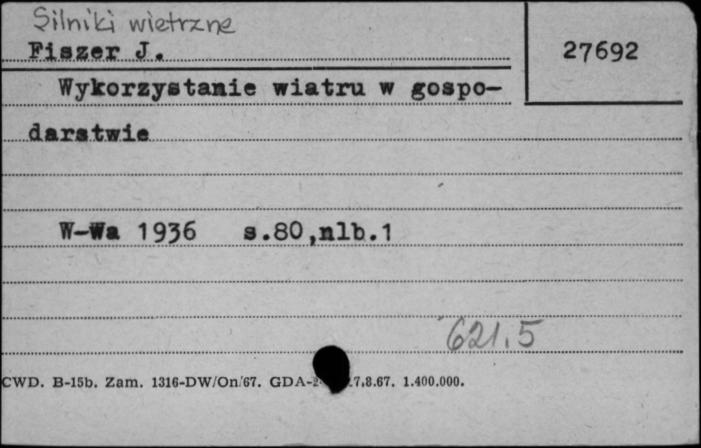 Silniki wietrzne
Fiszer J.
27692
Wykorzystanie wiatru w gospo-
darstwie
W-Wa 1936 s.80,nlb.1
621.5
CWD. B-15b. Zam. 1316-DW/On/67. GDA- .7.8.67. 1.400.000.